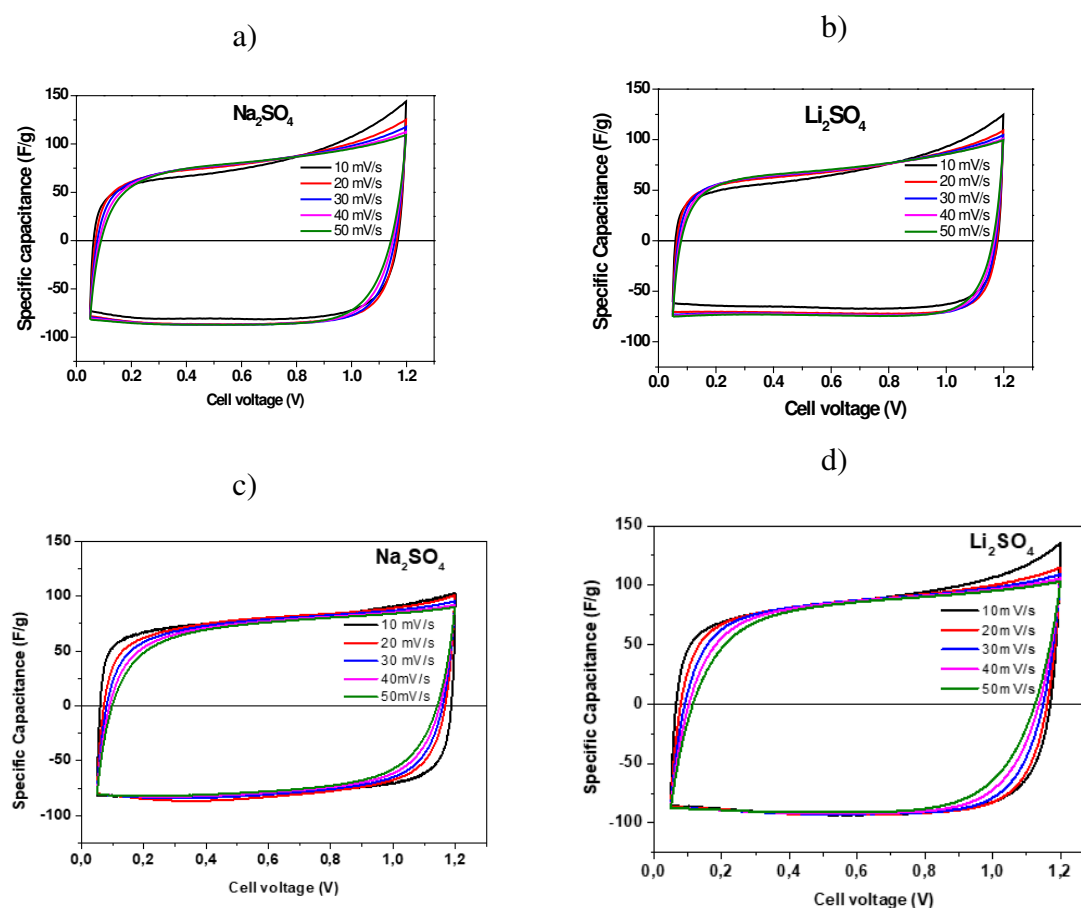 a)
Na₂SO₄
Specific capacitance (F/g)
150
100
50
0
-50
-100
10 mV/s
20 mV/s
30 mV/s
40 mV/s
50 mV/s
0.0 0.2 0.4 0.6 0.8 1.0 1.2
Cell voltage (V)
b)
Li₂SO₄
Specific Capacitance (F/g)
150
100
50
0
-50
-100
10 mV/s
20 mV/s
30 mV/s
40 mV/s
50 mV/s
0.0 0.2 0.4 0.6 0.8 1.0 1.2
Cell voltage (V)
c)
Na₂SO₄
Specific Capacitance (F/g)
150
100
50
0
-50
-100
10 mV/s
20 mV/s
30 mV/s
40mV/s
50mV/s
0,0 0,2 0,4 0,6 0,8 1,0 1,2
Cell voltage (V)
d)
Li₂SO₄
Specific Capacitance (F/g)
150
100
50
0
-50
-100
10m V/s
20m V/s
30m V/s
40m V/s
50m V/s
0,0 0,2 0,4 0,6 0,8 1,0 1,2
Cell voltage (V)